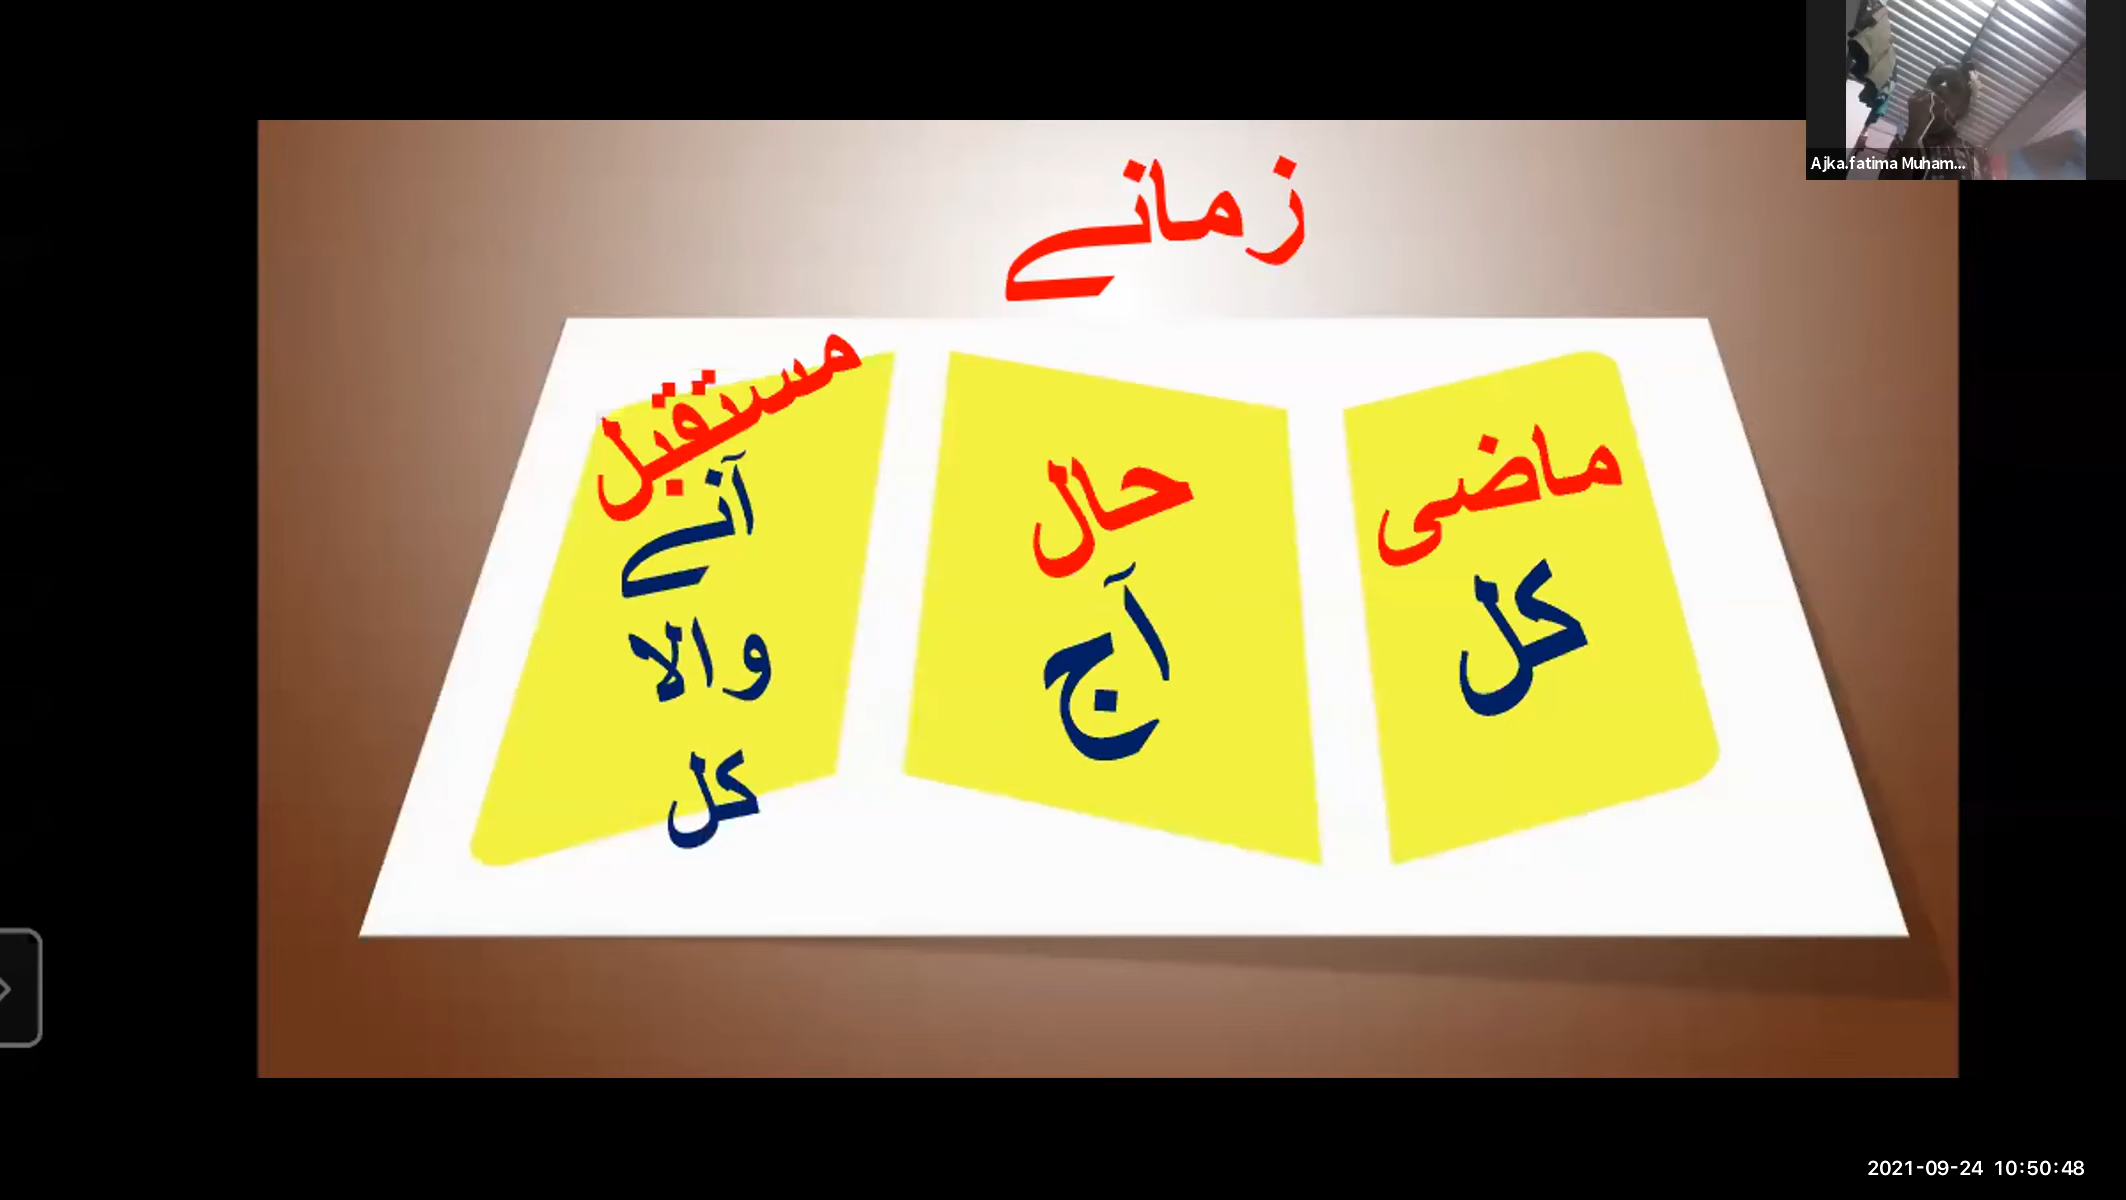 زمانے
ماضی
کل
حال
آج
مستقبل
آنے
والا
کل
Ajka.fatima Muham...
2021-09-24 10:50:48